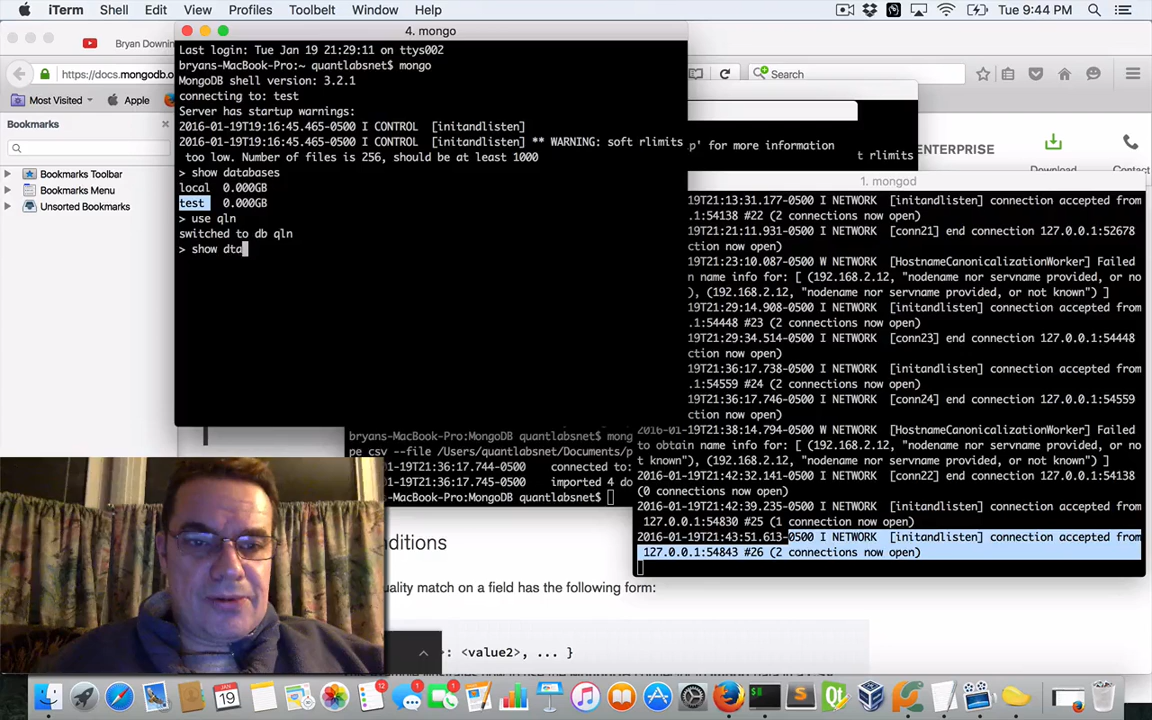 iTerm Shell Edit View Profiles Toolbelt Window Help Tue 9:44 PM
4. mongo
Bryan Downin
https://docs.mongodb.o
Search
Most Visited Apple
Bookmarks
Bookmarks Toolbar
Bookmarks Menu
Unsorted Bookmarks
Last login: Tue Jan 19 21:29:11 on ttys002
bryans-MacBook-Pro:~ quantlabsnet$ mongo
MongoDB shell version: 3.2.1
connecting to: test
Server has startup warnings:
2016-01-19T19:16:45.465-0500 I CONTROL  [initandlisten]
2016-01-19T19:16:45.465-0500 I CONTROL  [initandlisten] ** WARNING: soft rlimits
too low. Number of files is 256, should be at least 1000
> show databases
local  0.000GB
test  0.000GB
> use qln
switched to db qln
> show dta
p' for more information
t rlimits
ENTERPRISE
Download
Contact
1. mongod
19T21:13:31.177-0500 I NETWORK  [initandlisten] connection accepted from
.1:54138 #22 (2 connections now open)
19T21:21:11.931-0500 I NETWORK  [conn21] end connection 127.0.0.1:52678
ction now open)
19T21:23:10.087-0500 W NETWORK  [HostnameCanonicalizationWorker] Failed
n name info for: [ (192.168.2.12, "nodename nor servname provided, or no
), (192.168.2.12, "nodename nor servname provided, or not known") ]
19T21:29:14.908-0500 I NETWORK  [initandlisten] connection accepted from
.1:54448 #23 (2 connections now open)
19T21:29:34.514-0500 I NETWORK  [conn23] end connection 127.0.0.1:54448
ction now open)
19T21:36:17.738-0500 I NETWORK  [initandlisten] connection accepted from
.1:54559 #24 (2 connections now open)
19T21:36:17.746-0500 I NETWORK  [conn24] end connection 127.0.0.1:54559
ction now open)
2016-01-19T21:38:14.794-0500 W NETWORK  [HostnameCanonicalizationWorker] Failed
to obtain name info for: [ (192.168.2.12, "nodename nor servname provided, or no
t known"), (192.168.2.12, "nodename nor servname provided, or not known") ]
2016-01-19T21:42:32.141-0500 I NETWORK  [conn22] end connection 127.0.0.1:54138
(0 connections now open)
2016-01-19T21:42:39.235-0500 I NETWORK  [initandlisten] connection accepted from
127.0.0.1:54830 #25 (1 connection now open)
2016-01-19T21:43:51.613-0500 I NETWORK  [initandlisten] connection accepted from
127.0.0.1:54843 #26 (2 connections now open)
bryans-MacBook-Pro:MongoDB quantlabsnet$ mong
pe csv --file /Users/quantlabsnet/Documents/p
-01-19T21:36:17.744-0500 connected to:
-01-19T21:36:17.745-0500 imported 4 do
ns-MacBook-Pro:MongoDB quantlabsnet$
onditions
uality match on a field has the following form:
: <value2>, ... }